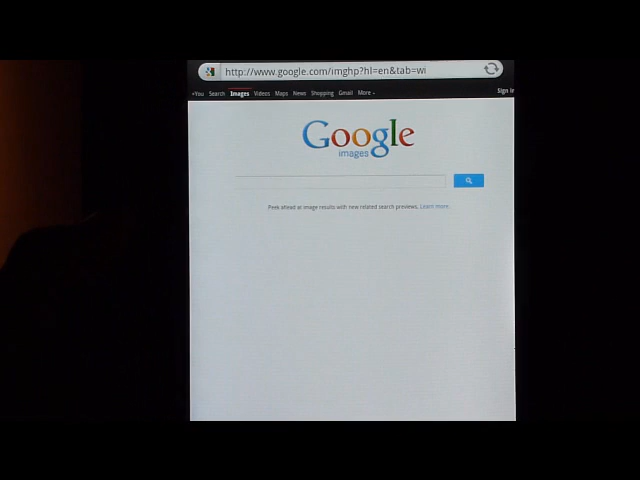 http://www.google.com/imghp?hl=en&tab=wi
+You Search Images Videos Maps News Shopping Gmail More
Sign in
Google
images
Peek ahead at image results with new related search previews. Learn more.